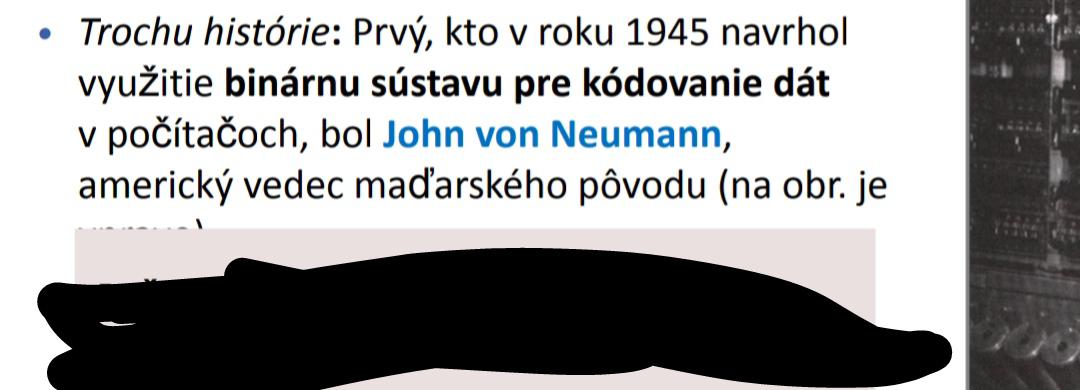 • Trochu histórie: Prvý, kto v roku 1945 navrhol
využitie binárnu sústavu pre kódovanie dát
v počítačoch, bol John von Neumann,
americký vedec maďarského pôvodu (na obr. je